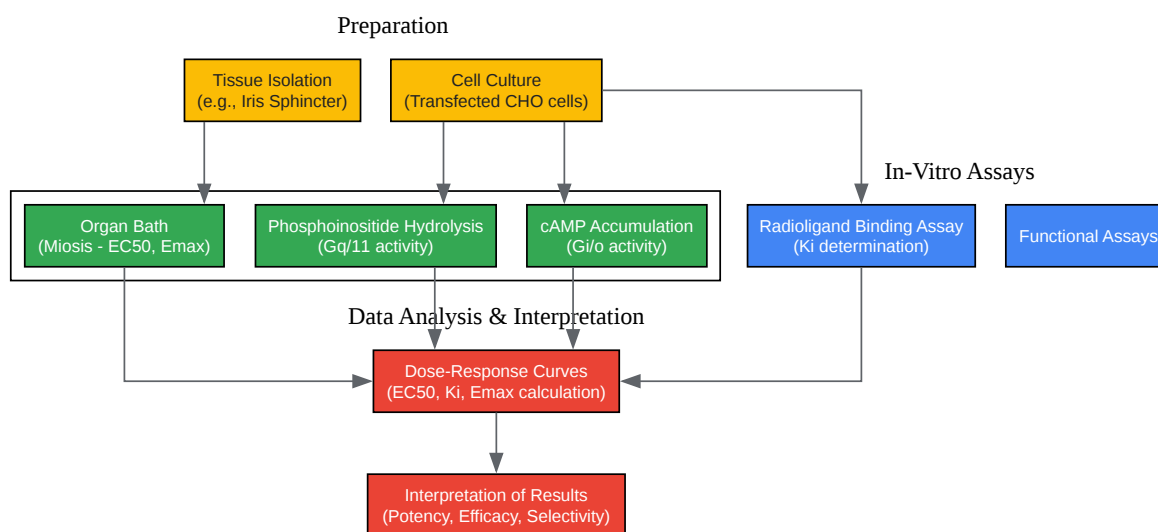 Preparation
Tissue Isolation
(e.g., Iris Sphincter)
Cell Culture
(Transfected CHO cells)
In-Vitro Assays
Organ Bath
(Miosis - EC50, Emax)
Phosphoinositide Hydrolysis
(Gq/11 activity)
cAMP Accumulation
(Gi/o activity)
Radioligand Binding Assay
(Ki determination)
Functional Assays
Data Analysis & Interpretation
Dose-Response Curves
(EC50, Ki, Emax calculation)
Interpretation of Results
(Potency, Efficacy, Selectivity)